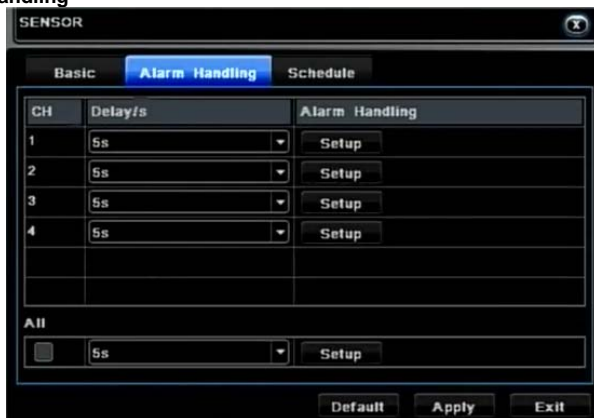 andling
SENSOR X
Basic Alarm Handling Schedule
CH Delay/s Alarm Handling
1 5s Setup
2 5s Setup
3 5s Setup
4 5s Setup
All
5s Setup
Default Apply Exit